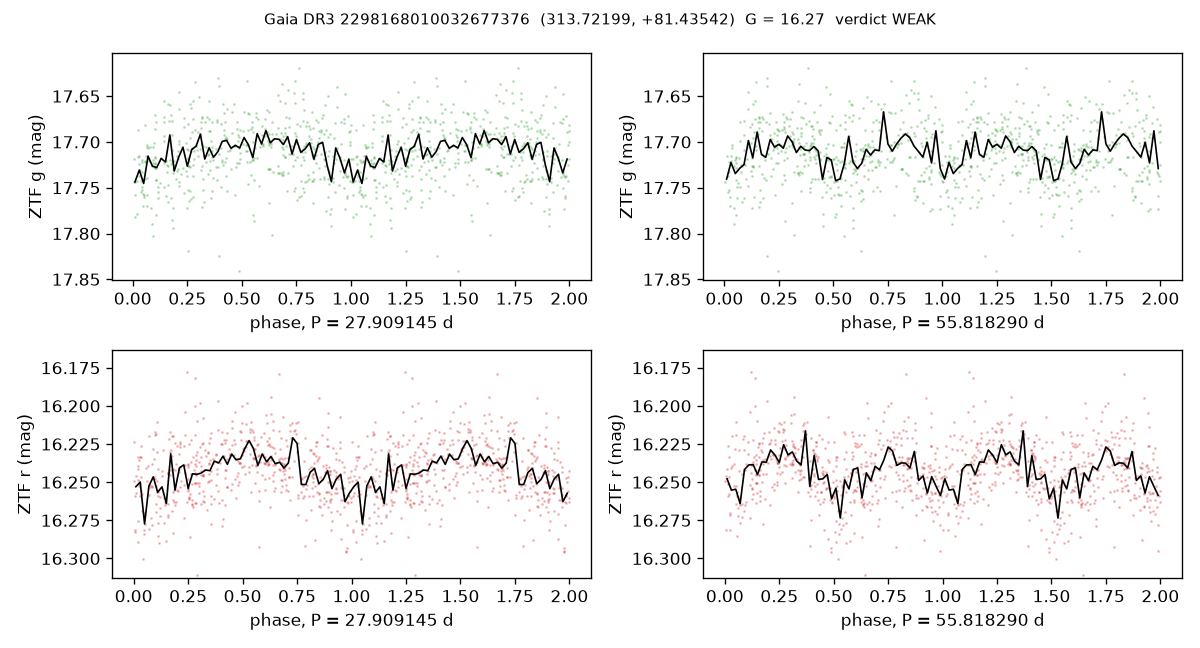 Gaia DR3 2298168010032677376  (313.72199, +81.43542)  G = 16.27  verdict WEAK
ZTF g (mag)
17.65
17.70
17.75
17.80
17.85
0.00 0.25 0.50 0.75 1.00 1.25 1.50 1.75 2.00
phase, P = 27.909145 d
ZTF g (mag)
17.65
17.70
17.75
17.80
17.85
0.00 0.25 0.50 0.75 1.00 1.25 1.50 1.75 2.00
phase, P = 55.818290 d
ZTF r (mag)
16.175
16.200
16.225
16.250
16.275
16.300
0.00 0.25 0.50 0.75 1.00 1.25 1.50 1.75 2.00
phase, P = 27.909145 d
ZTF r (mag)
16.175
16.200
16.225
16.250
16.275
16.300
0.00 0.25 0.50 0.75 1.00 1.25 1.50 1.75 2.00
phase, P = 55.818290 d